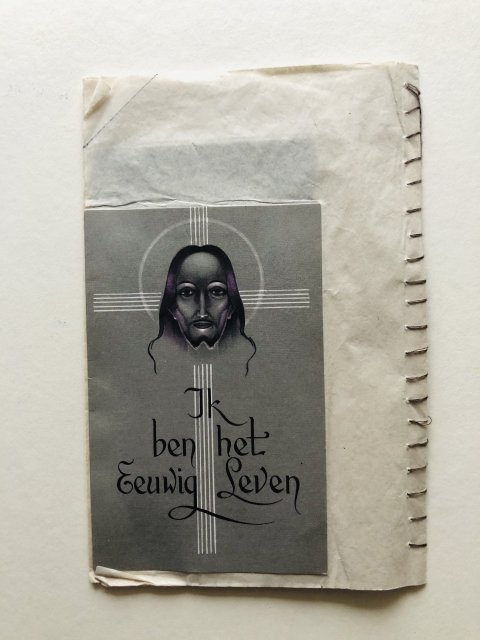 Ik
ben het
Eeuwig Leven